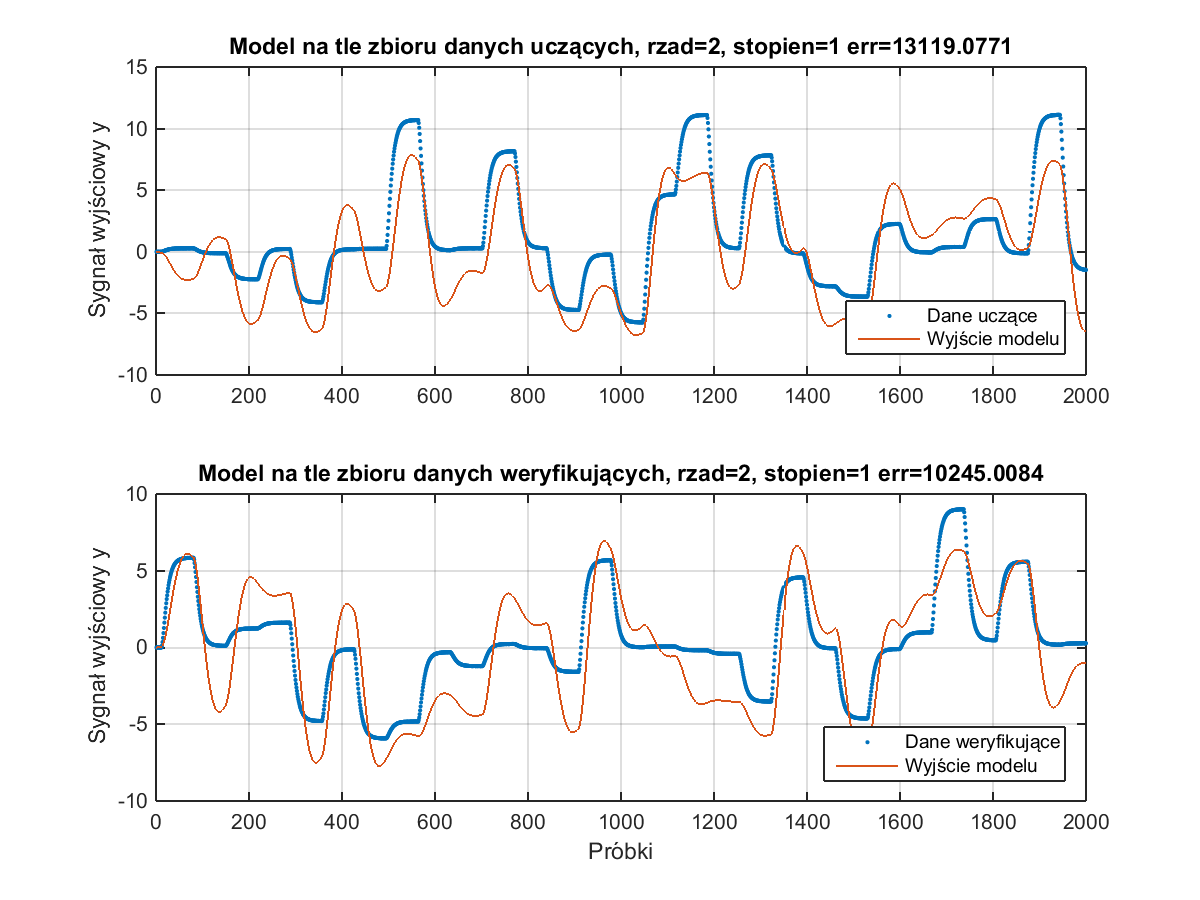 Model na tle zbioru danych uczących, rzad=2, stopien=1 err=13119.0771
15
10
5
0
-5
-10
Sygnał wyjściowy y
Dane uczące
Wyjście modelu
0 200 400 600 800 1000 1200 1400 1600 1800 2000
Model na tle zbioru danych weryfikujących, rzad=2, stopien=1 err=10245.0084
10
5
0
-5
-10
Sygnał wyjściowy y
Dane weryfikujące
Wyjście modelu
0 200 400 600 800 1000 1200 1400 1600 1800 2000
Próbki